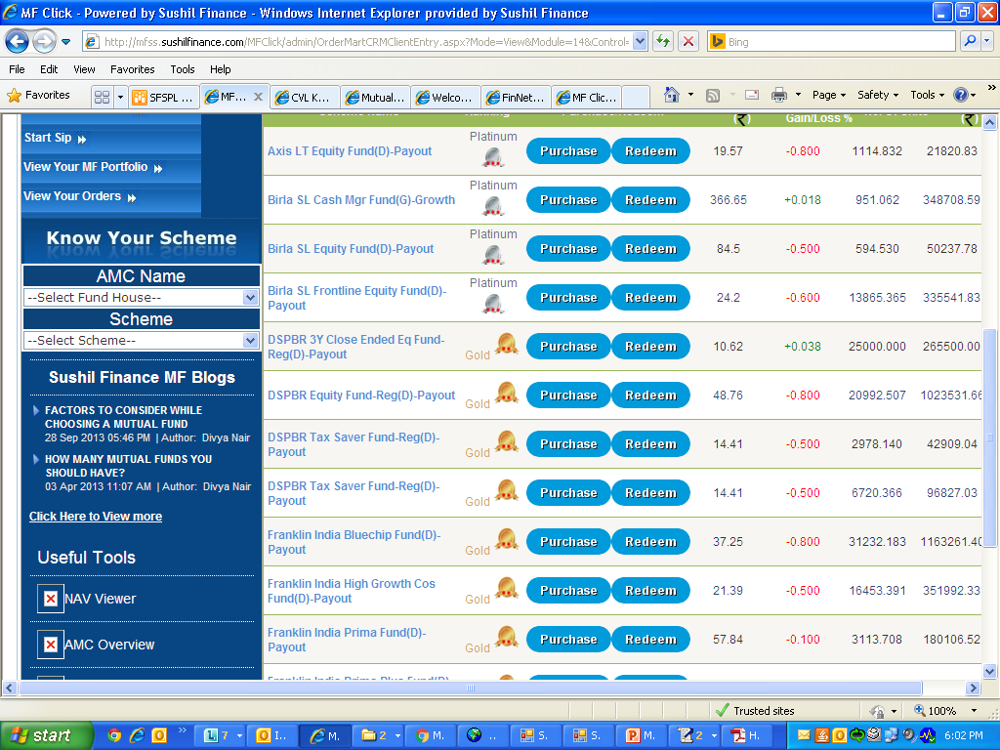 MF Click - Powered by Sushil Finance - Windows Internet Explorer provided by Sushil Finance
http://mfss.sushilfinance.com/MFClick/admin/OrderMartCRMClientEntry.aspx?Mode=View&Module=14&Control=
Bing
File Edit View Favorites Tools Help
Favorites
SFSPL ...
MF...
CVL K...
Mutual...
Welco...
FinNet...
MF Clic...
Page
Safety
Tools
Start Sip
View Your MF Portfolio
View Your Orders
Know Your Scheme
AMC Name
--Select Fund House--
Scheme
--Select Scheme--
Sushil Finance MF Blogs
FACTORS TO CONSIDER WHILE
CHOOSING A MUTUAL FUND
28 Sep 2013 05:46 PM | Author: Divya Nair
HOW MANY MUTUAL FUNDS YOU
SHOULD HAVE?
03 Apr 2013 11:07 AM | Author: Divya Nair
Click Here to View more
Useful Tools
NAV Viewer
AMC Overview
(₹) Gain/Loss % (₹)
Axis LT Equity Fund(D)-Payout Platinum Purchase Redeem 19.57 -0.800 1114.832 21820.83
Birla SL Cash Mgr Fund(G)-Growth Platinum Purchase Redeem 366.65 +0.018 951.062 348708.59
Birla SL Equity Fund(D)-Payout Platinum Purchase Redeem 84.5 -0.500 594.530 50237.78
Birla SL Frontline Equity Fund(D)-
Payout Platinum Purchase Redeem 24.2 -0.600 13865.365 335541.83
DSPBR 3Y Close Ended Eq Fund-
Reg(D)-Payout Gold Purchase Redeem 10.62 +0.038 25000.000 265500.00
DSPBR Equity Fund-Reg(D)-Payout Gold Purchase Redeem 48.76 -0.800 20992.507 1023531.66
DSPBR Tax Saver Fund-Reg(D)-
Payout Gold Purchase Redeem 14.41 -0.500 2978.140 42909.04
DSPBR Tax Saver Fund-Reg(D)-
Payout Gold Purchase Redeem 14.41 -0.500 6720.366 96827.03
Franklin India Bluechip Fund(D)-
Payout Gold Purchase Redeem 37.25 -0.800 31232.183 1163261.40
Franklin India High Growth Cos
Fund(D)-Payout Gold Purchase Redeem 21.39 -0.500 16453.391 351992.33
Franklin India Prima Fund(D)-
Payout Gold Purchase Redeem 57.84 -0.100 3113.708 180106.52
Trusted sites
100%
start
7
I..
M.
2
M.
..
S.
S.
M.
2
H.
6:02 PM